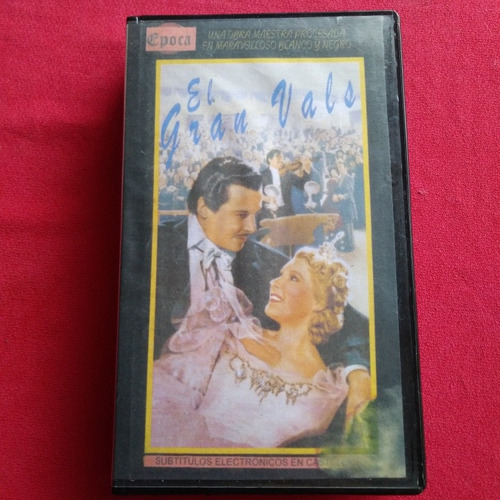 Epoca
UNA OBRA MAESTRA PROCESADA
EN MARAVILLOSO BLANCO Y NEGRO
El
Gran Vals
SUBTITULOS ELECTRONICOS EN